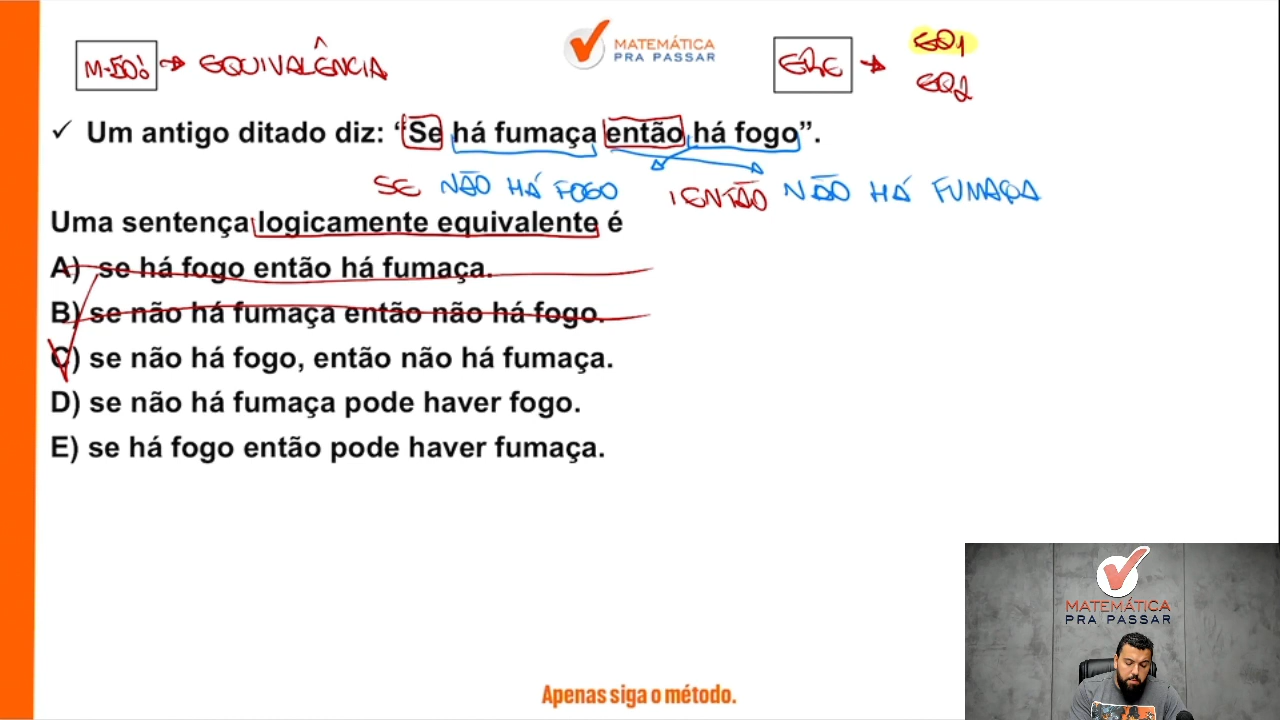 EQUIVALÊNCIA
MATEMÁTICA
PRA PASSAR
EQ1
EQ2
✓ Um antigo ditado diz: “Se há fumaça então há fogo”.
SE NÃO HÁ FOGO ENTÃO NÃO HÁ FUMAÇA
Uma sentença logicamente equivalente é
A) se há fogo então há fumaça.
B) se não há fumaça então não há fogo.
C) se não há fogo, então não há fumaça.
D) se não há fumaça pode haver fogo.
E) se há fogo então pode haver fumaça.
MATEMÁTICA
PRA PASSAR
Apenas siga o método.